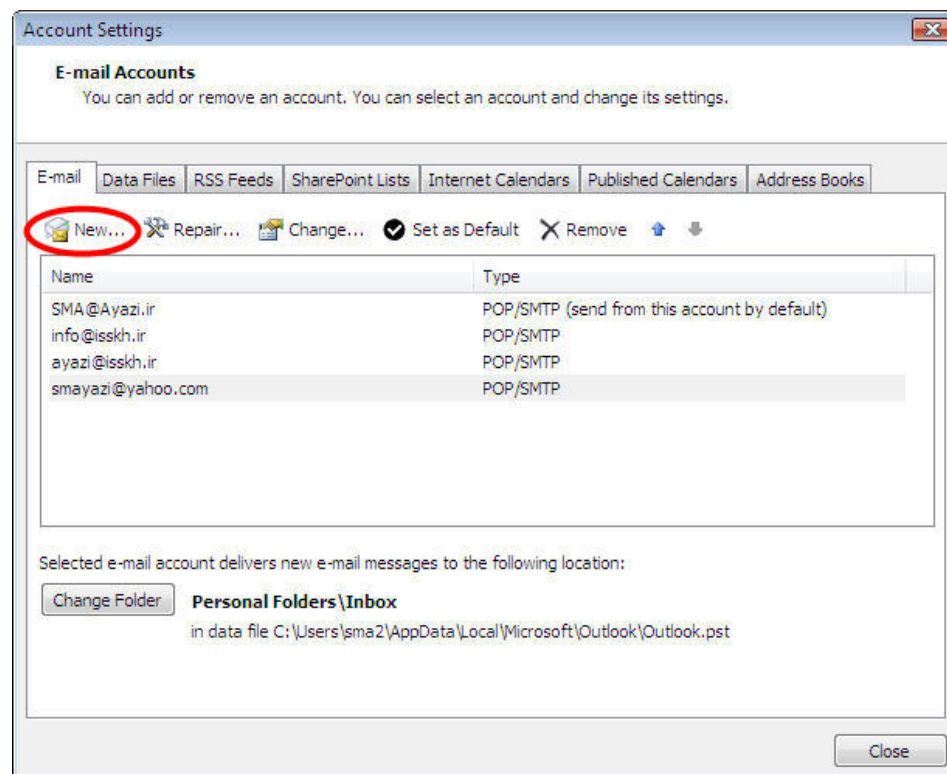 Account Settings
E-mail Accounts
You can add or remove an account. You can select an account and change its settings.
E-mail Data Files RSS Feeds SharePoint Lists Internet Calendars Published Calendars Address Books
New... Repair... Change... Set as Default Remove
Name Type
SMA@Ayazi.ir POP/SMTP (send from this account by default)
info@isskh.ir POP/SMTP
ayazi@isskh.ir POP/SMTP
smayazi@yahoo.com POP/SMTP
Selected e-mail account delivers new e-mail messages to the following location:
Change Folder Personal Folders\Inbox
in data file C:\Users\sma2\AppData\Local\Microsoft\Outlook\Outlook.pst
Close